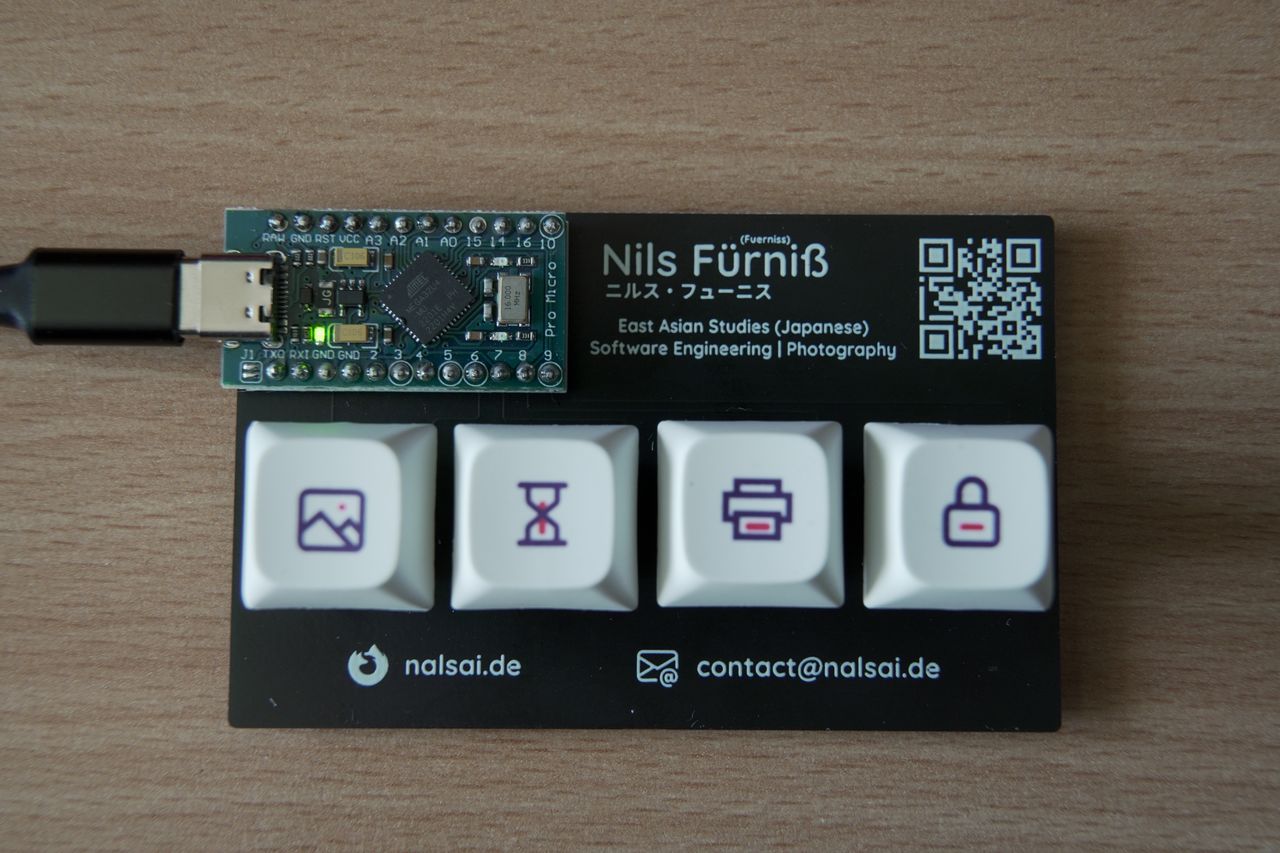 RAW GND RST VCC A3 A2 A1 A0 15 14 16 10
JG
16.000
MHz
Pro Micro
J1 TXO RXI GND GND 2 3 4 5 6 7 8 9
(Fuerniss)
Nils Fürniß
ニルス・フューニス
East Asian Studies (Japanese)
Software Engineering | Photography
nalsai.de
contact@nalsai.de